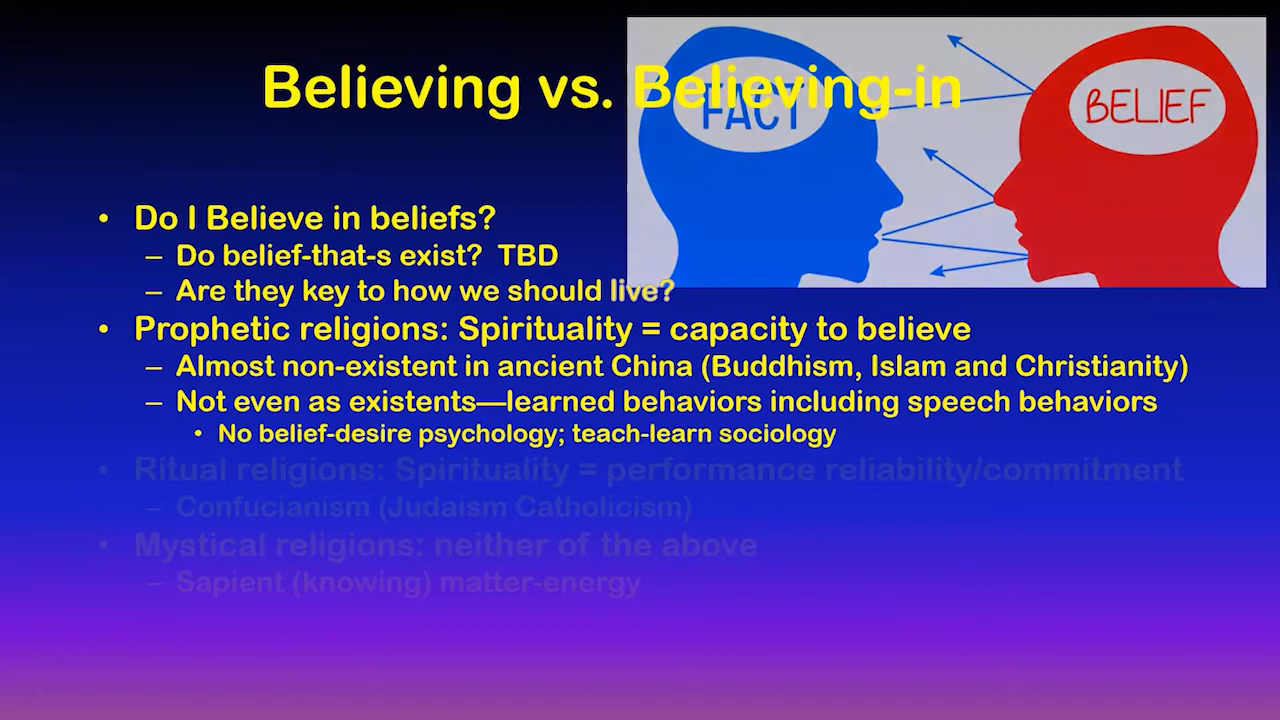 Believing vs. Believing-in
FACT
BELIEF
• Do I Believe in beliefs?
– Do belief-that-s exist? TBD
– Are they key to how we should live?
• Prophetic religions: Spirituality = capacity to believe
– Almost non-existent in ancient China (Buddhism, Islam and Christianity)
– Not even as existents—learned behaviors including speech behaviors
• No belief-desire psychology; teach-learn sociology
• Ritual religions: Spirituality = performance reliability/commitment
– Confucianism (Judaism Catholicism)
• Mystical religions: neither of the above
– Sapient (knowing) matter-energy